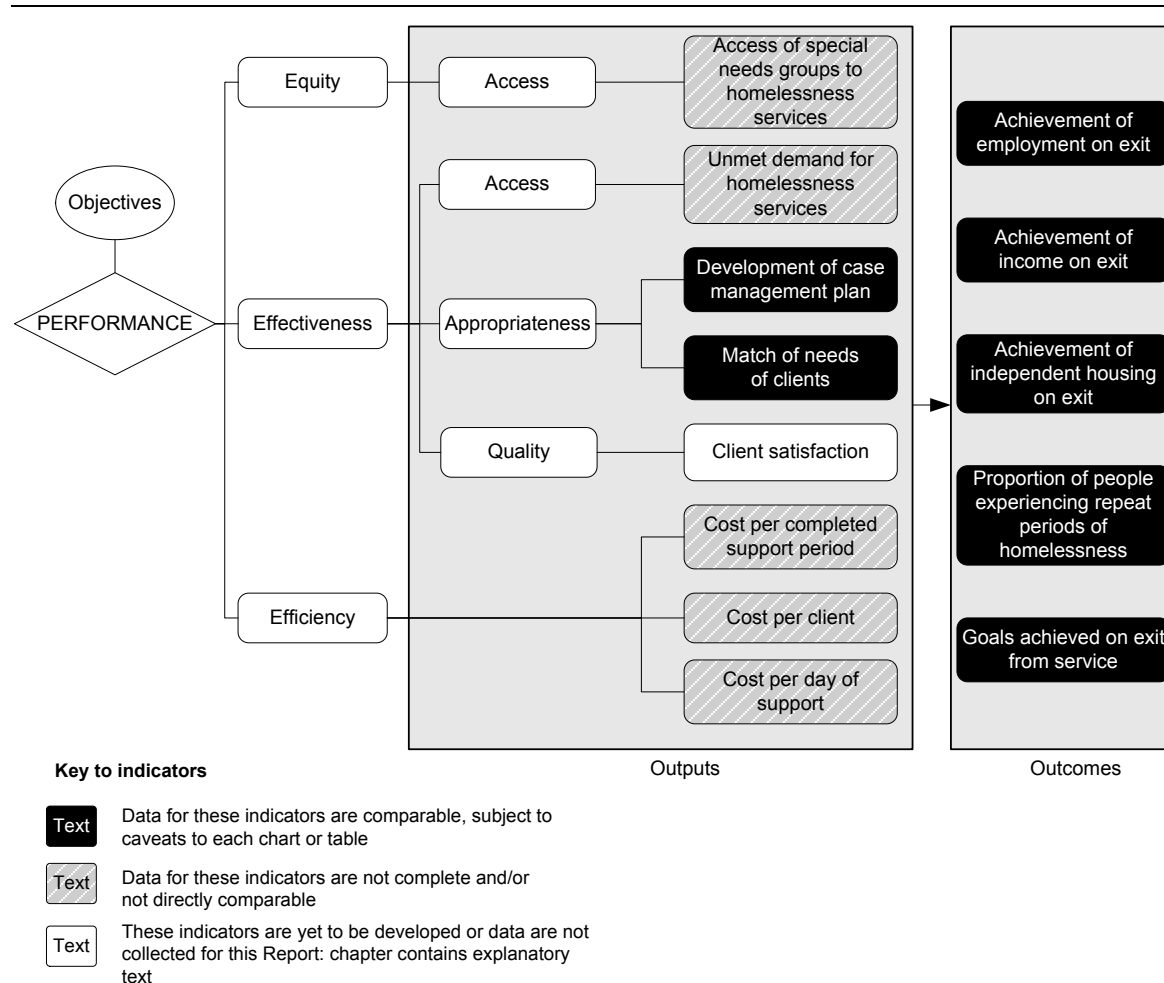 Objectives
PERFORMANCE
Equity
Effectiveness
Efficiency
Access
Access
Appropriateness
Quality
Access of special
needs groups to
homelessness
services
Unmet demand for
homelessness
services
Development of case
management plan
Match of needs
of clients
Client satisfaction
Cost per completed
support period
Cost per client
Cost per day of
support
Outputs
Achievement of
employment on exit
Achievement of
income on exit
Achievement of
independent housing
on exit
Proportion of people
experiencing repeat
periods of
homelessness
Goals achieved on exit
from service
Outcomes
Key to indicators
Text
Data for these indicators are comparable, subject to
caveats to each chart or table
Text
Data for these indicators are not complete and/or
not directly comparable
Text
These indicators are yet to be developed or data are not
collected for this Report: chapter contains explanatory
text